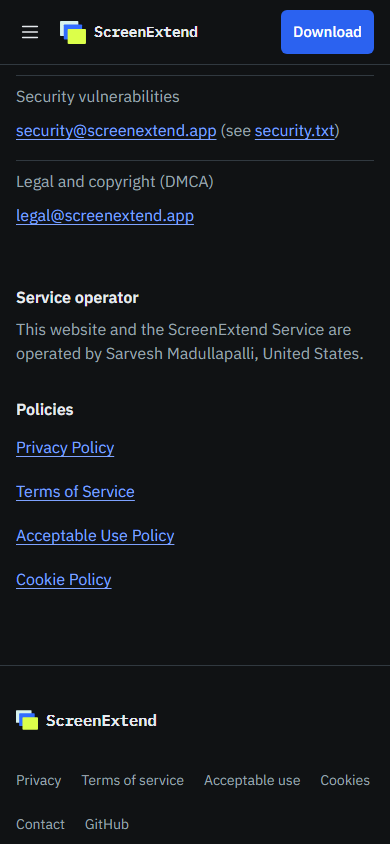 ScreenExtend
Download
Security vulnerabilities
security@screenextend.app (see security.txt)
Legal and copyright (DMCA)
legal@screenextend.app
Service operator
This website and the ScreenExtend Service are
operated by Sarvesh Madullapalli, United States.
Policies
Privacy Policy
Terms of Service
Acceptable Use Policy
Cookie Policy
ScreenExtend
Privacy Terms of service Acceptable use Cookies
Contact GitHub